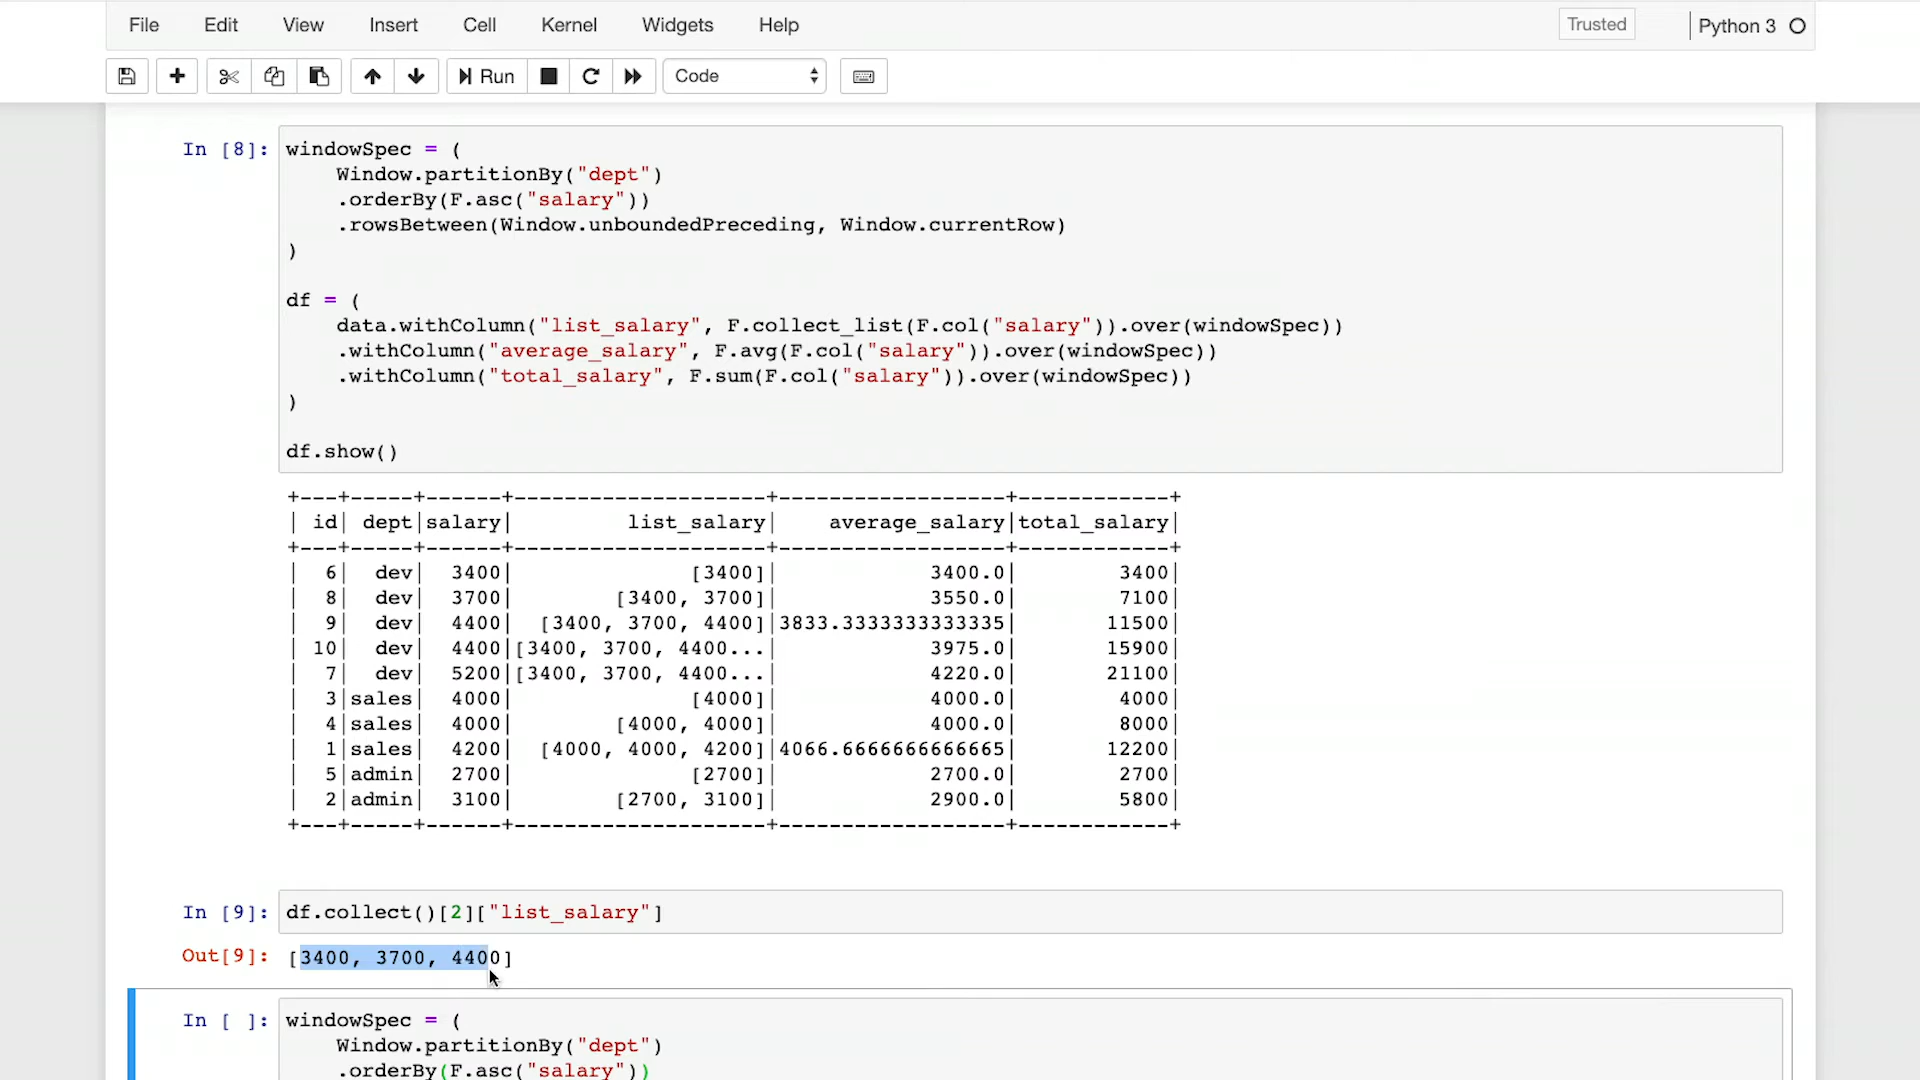 File Edit View Insert Cell Kernel Widgets Help Trusted Python 3
Run Code
In [8]: windowSpec = (
    Window.partitionBy("dept")
    .orderBy(F.asc("salary"))
    .rowsBetween(Window.unboundedPreceding, Window.currentRow)
)
df = (
    data.withColumn("list_salary", F.collect_list(F.col("salary")).over(windowSpec))
    .withColumn("average_salary", F.avg(F.col("salary")).over(windowSpec))
    .withColumn("total_salary", F.sum(F.col("salary")).over(windowSpec))
)
df.show()
+---+-----+------+--------------------+------------------+------------+
| id| dept|salary|         list_salary|    average_salary|total_salary|
+---+-----+------+--------------------+------------------+------------+
|  6|  dev|  3400|              [3400]|            3400.0|        3400|
|  8|  dev|  3700|        [3400, 3700]|            3550.0|        7100|
|  9|  dev|  4400|  [3400, 3700, 4400]|3833.3333333333335|       11500|
| 10|  dev|  4400|[3400, 3700, 4400...|            3975.0|       15900|
|  7|  dev|  5200|[3400, 3700, 4400...|            4220.0|       21100|
|  3|sales|  4000|              [4000]|            4000.0|        4000|
|  4|sales|  4000|        [4000, 4000]|            4000.0|        8000|
|  1|sales|  4200|  [4000, 4000, 4200]|4066.6666666666665|       12200|
|  5|admin|  2700|              [2700]|            2700.0|        2700|
|  2|admin|  3100|        [2700, 3100]|            2900.0|        5800|
+---+-----+------+--------------------+------------------+------------+
In [9]: df.collect()[2]["list_salary"]
Out[9]: [3400, 3700, 4400]
In [ ]: windowSpec = (
    Window.partitionBy("dept")
    .orderBy(F.asc("salary"))